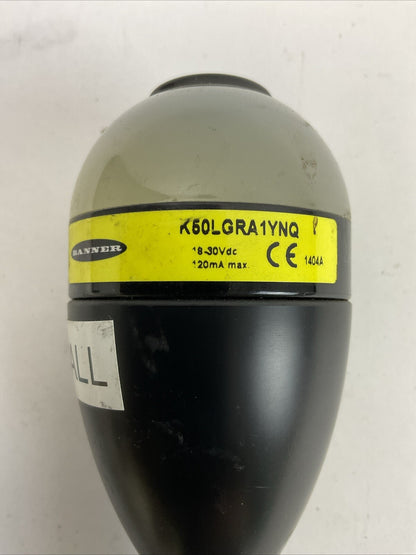 BANNER
K50LGRA1YNQ
18-30Vdc
120mA max.
CE
1404A
ALL